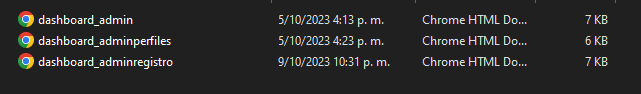 dashboard_admin 5/10/2023 4:13 p. m. Chrome HTML Do... 7 KB
dashboard_adminperfiles 5/10/2023 4:23 p. m. Chrome HTML Do... 6 KB
dashboard_adminregistro 9/10/2023 10:31 p. m. Chrome HTML Do... 7 KB